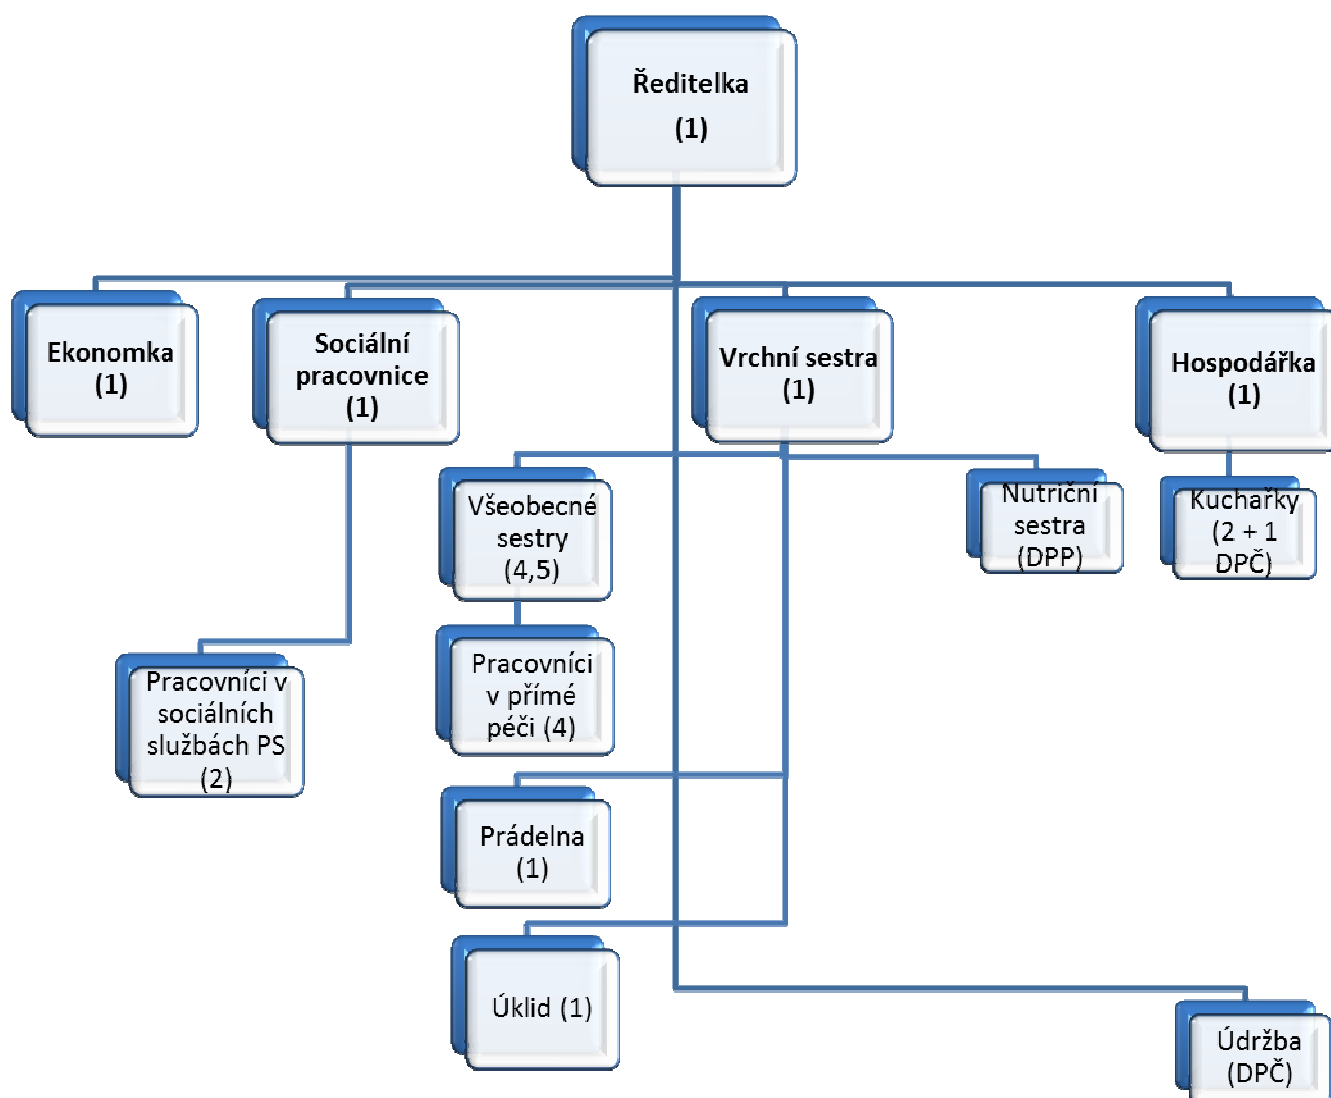 Ředitelka
(1)
Ekonomka
(1)
Sociální
pracovnice
(1)
Vrchní sestra
(1)
Hospodářka
(1)
Všeobecné
sestry
(4,5)
Nutriční
sestra
(DPP)
Kuchařky
(2 + 1
DPČ)
Pracovníci v
sociálních
službách PS
(2)
Pracovníci
v přímé
péči (4)
Prádelna
(1)
Úklid (1)
Údržba
(DPČ)